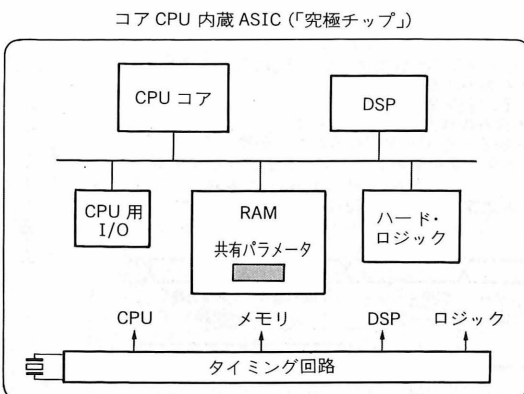 コア CPU 内蔵 ASIC (「究極チップ」)
CPU コア
DSP
CPU 用
I/O
RAM
共有パラメータ
ハード・
ロジック
CPU
メモリ
DSP
ロジック
タイミング回路